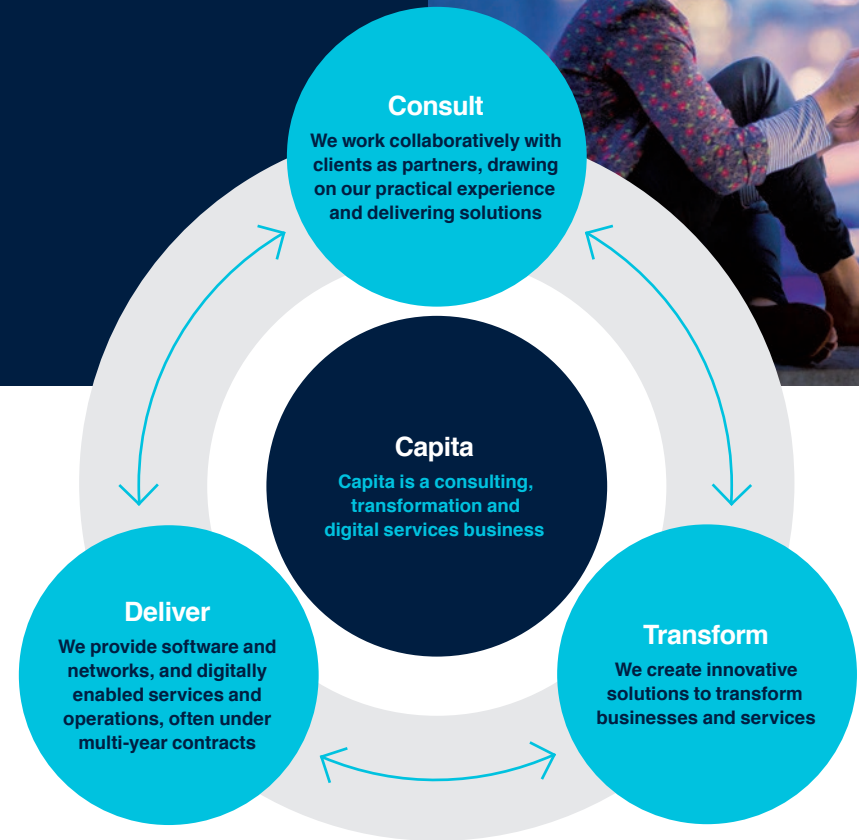 Consult
We work collaboratively with
clients as partners, drawing
on our practical experience
and delivering solutions
Capita
Capita is a consulting,
transformation and
digital services business
Deliver
We provide software and
networks, and digitally
enabled services and
operations, often under
multi-year contracts
Transform
We create innovative
solutions to transform
businesses and services